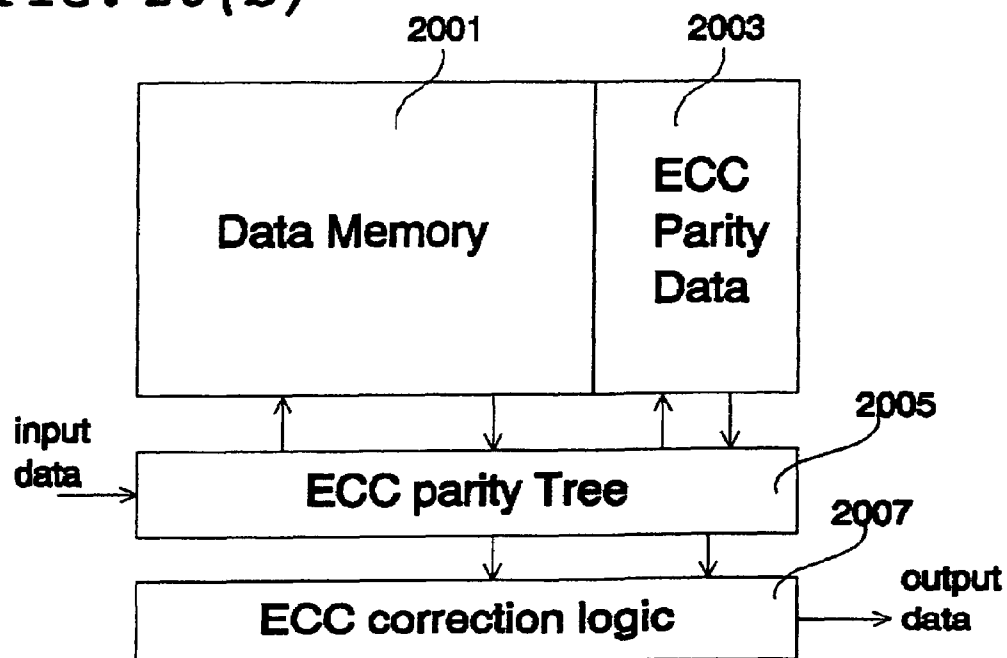 2001
2003
Data Memory
ECC
Parity
Data
2005
input
data
ECC parity Tree
2007
ECC correction logic
output
data